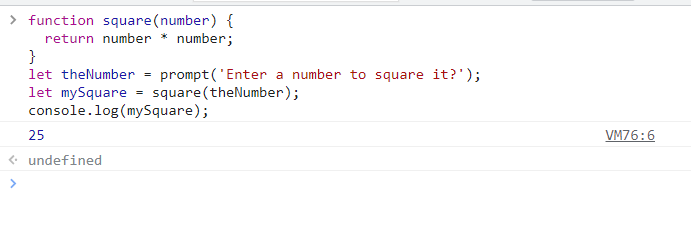 function square(number) {
return number * number;
}
let theNumber = prompt('Enter a number to square it?');
let mySquare = square(theNumber);
console.log(mySquare);
25 VM76:6
undefined